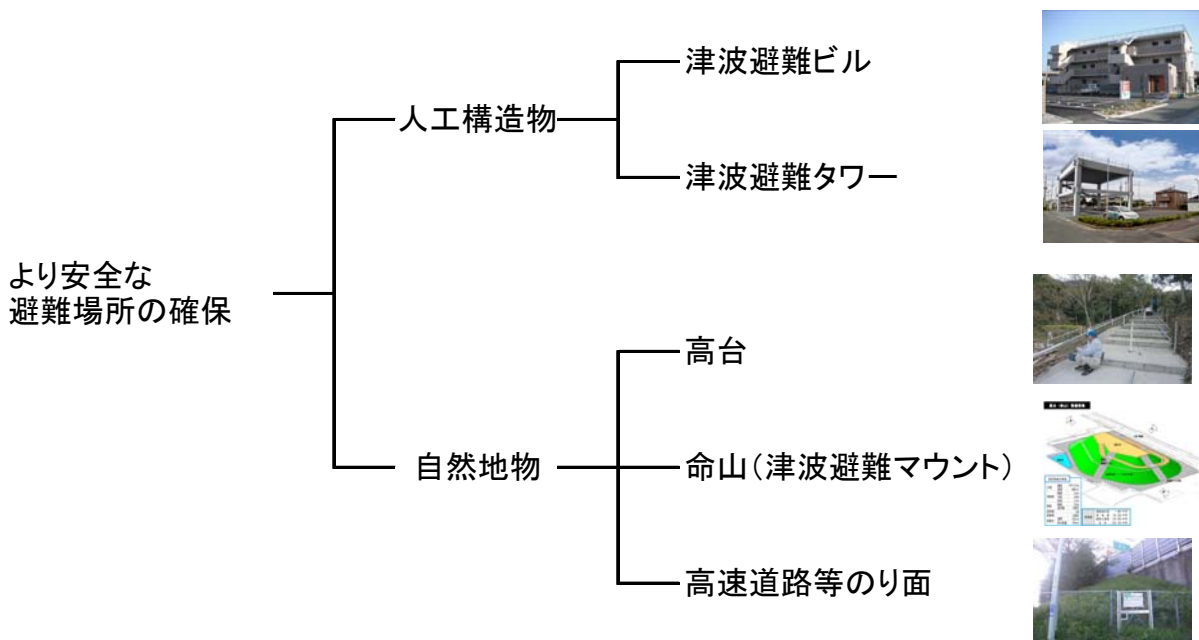 津波避難ビル
人工構造物
津波避難タワー
より安全な
避難場所の確保
高台
自然地物
命山(津波避難マウント)
高速道路等のり面